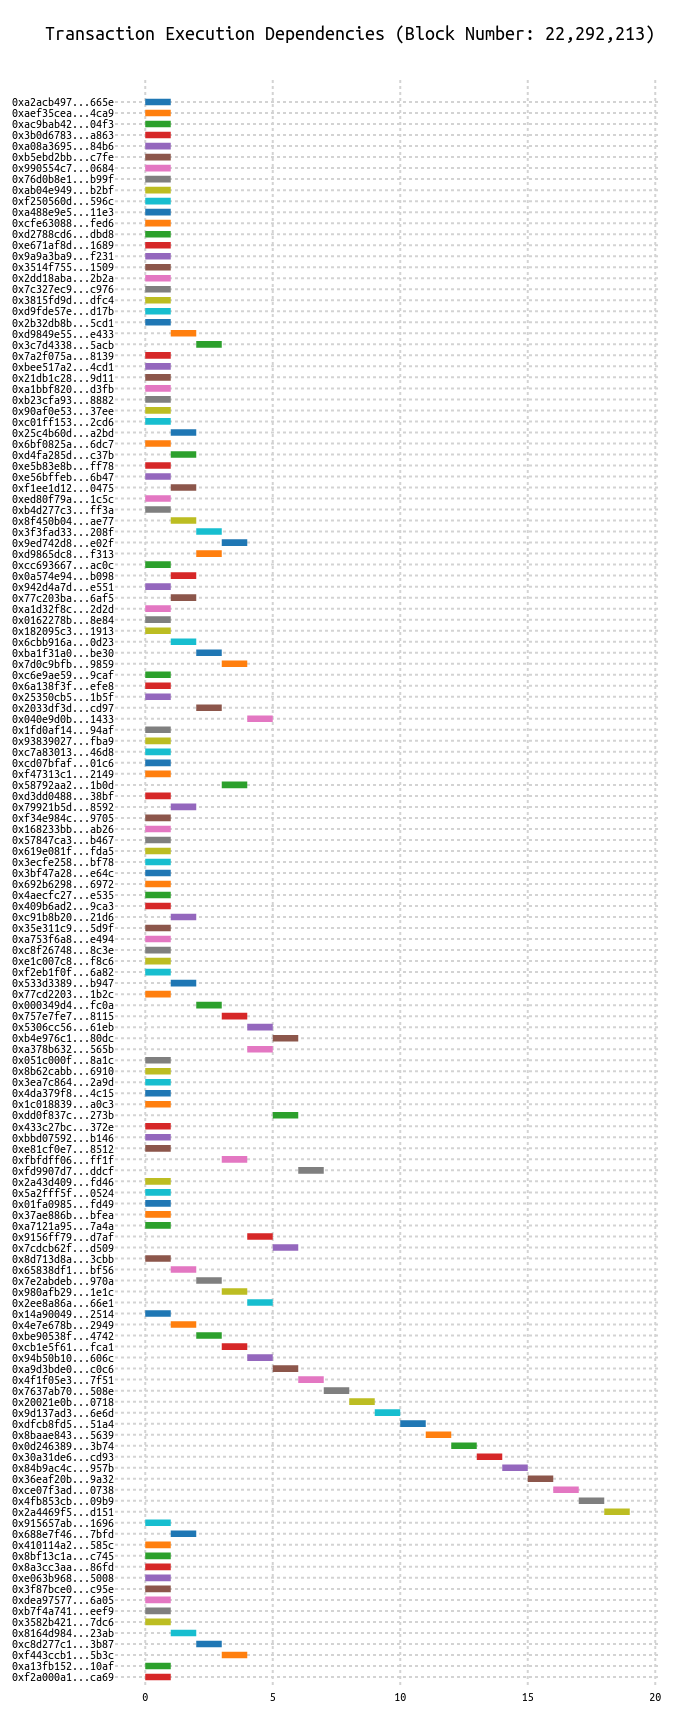 Transaction Execution Dependencies (Block Number: 22,292,213)
0xa2acb497...665e
0xaef35cea...4ca9
0xac9bab42...04f3
0x3b0d6783...a863
0xa08a3695...84b6
0xb5ebd2bb...c7fe
0x990554c7...0684
0x76d0b8e1...b99f
0xab04e949...b2bf
0xf250560d...596c
0xa488e9e5...11e3
0xcfe63088...fed6
0xd2788cd6...dbd8
0xe671af8d...1689
0x9a9a3ba9...f231
0x3514f755...1509
0x2dd18aba...2b2a
0x7c327ec9...c976
0x3815fd9d...dfc4
0xd9fde57e...d17b
0x2b32db8b...5cd1
0xd9849e55...e433
0x3c7d4338...5acb
0x7a2f075a...8139
0xbee517a2...4cd1
0x21db1c28...9d11
0xa1bbf820...d3fb
0xb23cfa93...8882
0x90af0e53...37ee
0xc01ff153...2cd6
0x25c4b60d...a2bd
0x6bf0825a...6dc7
0xd4fa285d...c37b
0xe5b83e8b...ff78
0xe56bffeb...6b47
0xf1ee1d12...0475
0xed80f79a...1c5c
0xb4d277c3...ff3a
0x8f450b04...ae77
0x3f3fad33...208f
0x9ed742d8...e02f
0xd9865dc8...f313
0xcc693667...ac0c
0x0a574e94...b098
0x942d4a7d...e551
0x77c203ba...6af5
0xa1d32f8c...2d2d
0x0162278b...8e84
0x182095c3...1913
0x6cbb916a...0d23
0xba1f31a0...be30
0x7d0c9bfb...9859
0xc6e9ae59...9caf
0x6a138f3f...efe8
0x25350cb5...1b5f
0x2033df3d...cd97
0x040e9d0b...1433
0x1fd0af14...94af
0x93839027...fba9
0xc7a83013...46d8
0xcd07bfaf...01c6
0xf47313c1...2149
0x58792aa2...1b0d
0xd3dd0488...38bf
0x79921b5d...8592
0xf34e984c...9705
0x168233bb...ab26
0x57847ca3...b467
0x619e081f...fda5
0x3ecfe258...bf78
0x3bf47a28...e64c
0x692b6298...6972
0x4aecfc27...e535
0x409b6ad2...9ca3
0xc91b8b20...21d6
0x35e311c9...5d9f
0xa753f6a8...e494
0xc8f26748...8c3e
0xe1c007c8...f8c6
0xf2eb1f0f...6a82
0x533d3389...b947
0x77cd2203...1b2c
0x000349d4...fc0a
0x757e7fe7...8115
0x5306cc56...61eb
0xb4e976c1...80dc
0xa378b632...565b
0x051c000f...8a1c
0x8b62cabb...6910
0x3ea7c864...2a9d
0x4da379f8...4c15
0x1c018839...a0c3
0xdd0f837c...273b
0x433c27bc...372e
0xbbd07592...b146
0xe81cf0e7...8512
0xfbfdff06...ff1f
0xfd9907d7...ddcf
0x2a43d409...fd46
0x5a2fff5f...0524
0x01fa0985...fd49
0x37ae886b...bfea
0xa7121a95...7a4a
0x9156ff79...d7af
0x7cdcb62f...d509
0x8d713d8a...3cbb
0x65838df1...bf56
0x7e2abdeb...970a
0x980afb29...1e1c
0x2ee8a86a...66e1
0x14a90049...2514
0x4e7e678b...2949
0xbe90538f...4742
0xcb1e5f61...fca1
0x94b50b10...606c
0xa9d3bde0...c0c6
0x4f1f05e3...7f51
0x7637ab70...508e
0x20021e0b...0718
0x9d137ad3...6e6d
0xdfcb8fd5...51a4
0x8baae843...5639
0x0d246389...3b74
0x30a31de6...cd93
0x84b9ac4c...957b
0x36eaf20b...9a32
0xce07f3ad...0738
0x4fb853cb...09b9
0x2a4469f5...d151
0x915657ab...1696
0x688e7f46...7bfd
0x410114a2...585c
0x8bf13c1a...c745
0x8a3cc3aa...86fd
0xe063b968...5008
0x3f87bce0...c95e
0xdea97577...6a05
0xb7f4a741...eef9
0x3582b421...7dc6
0x8164d984...23ab
0xc8d277c1...3b87
0xf443ccb1...5b3c
0xa13fb152...10af
0xf2a000a1...ca69
0 5 10 15 20